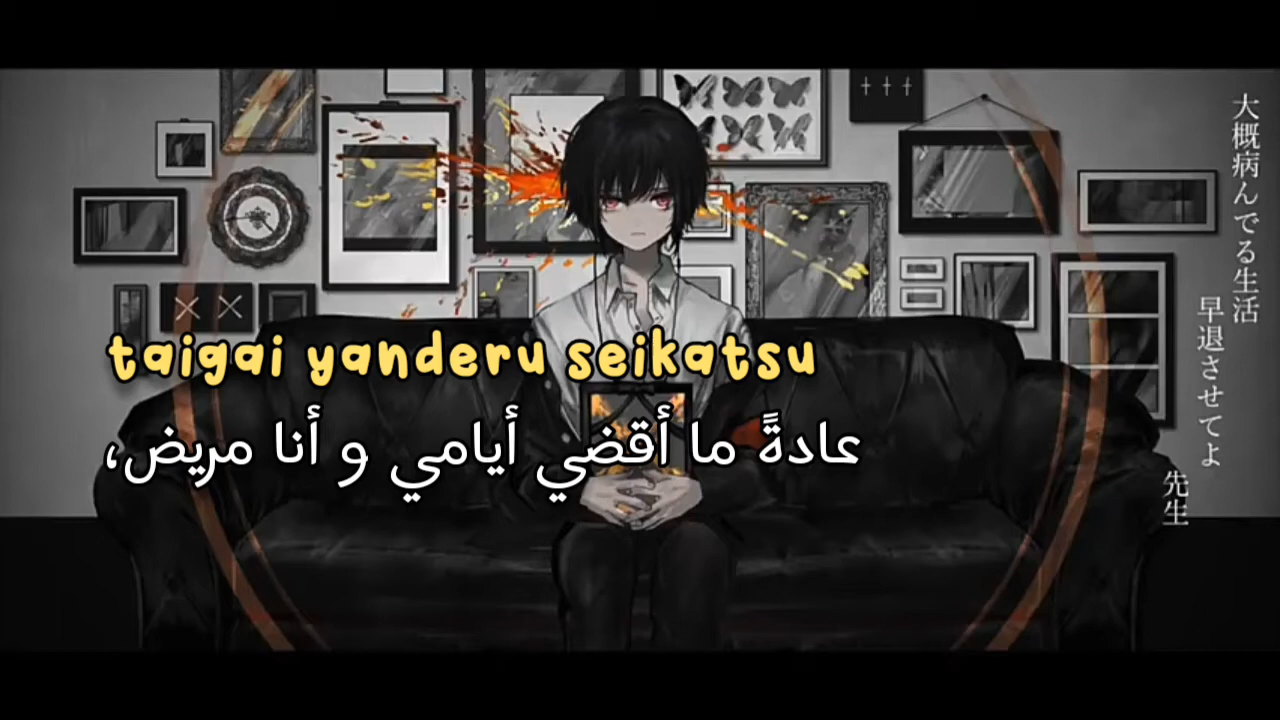 大概病んでる生活
早退させてよ
先生
taigai yanderu seikatsu
عادةً ما أقضي أيامي و أنا مريض،